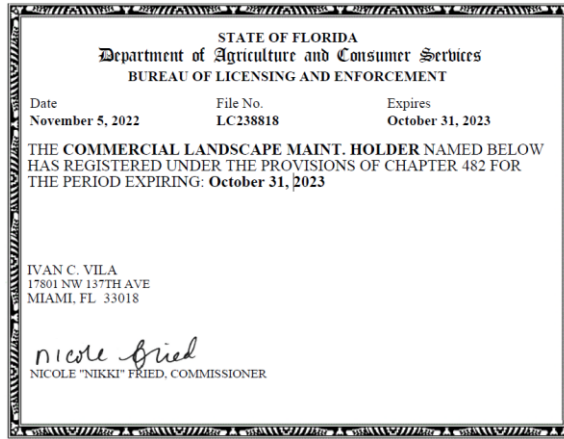 STATE OF FLORIDA
Department of Agriculture and Consumer Services
BUREAU OF LICENSING AND ENFORCEMENT
Date File No. Expires
November 5, 2022 LC238818 October 31, 2023
THE COMMERCIAL LANDSCAPE MAINT. HOLDER NAMED BELOW
HAS REGISTERED UNDER THE PROVISIONS OF CHAPTER 482 FOR
THE PERIOD EXPIRING: October 31, 2023
IVAN C. VILA
17801 NW 137TH AVE
MIAMI, FL 33018
nicole fried
NICOLE "NIKKI" FRIED, COMMISSIONER